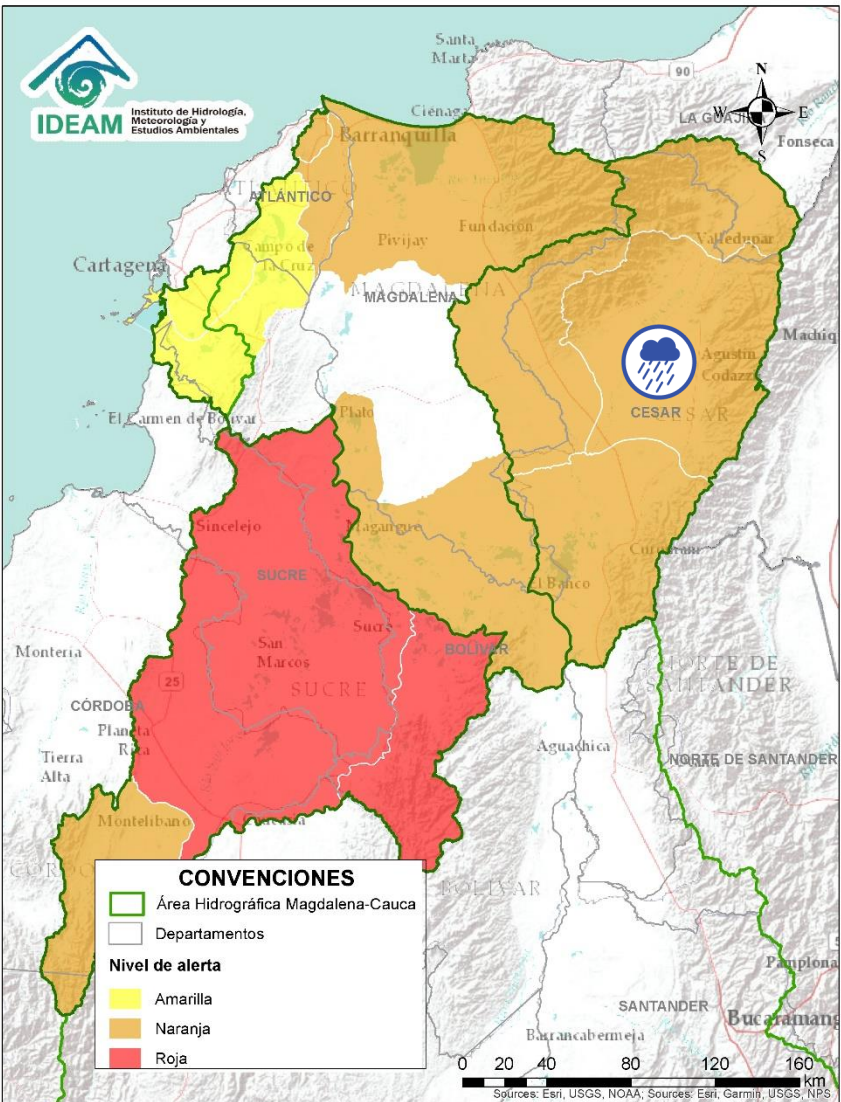 IDEAM
Instituto de Hidrología,
Meteorología y
Estudios Ambientales
Santa
Marta
90
N
W
E
S
LA GUAJI
Ciénaga
Barranquilla
Fonseca
ATLÁNTICO
Fundación
Pivijay
Valledupar
Campo de
la Cruz
Cartagena
MAGDALENA
MAGDALENA
Machiq
Agustín
Codazzi
CESAR
CESAR
Plato
El Carmen de Bolívar
Sincelejo
Magangué
SUCRE
El Banco
Sucre
San
Marcos
BOLÍVAR
Montería
SUCRE
NORTE DE
SANTANDER
25
CÓRDOBA
Planeta
Rica
Aguachica
Tierra
Alta
NORTE DE SANTANDER
Montelíbano
BOLÍVAR
CONVENCIONES
Área Hidrográfica Magdalena-Cauca
Departamentos
Nivel de alerta
Amarilla
Naranja
Roja
Pamplona
SANTANDER
Bucaramang
Barrancabermeja
0 20 40 80 120 160
km
Sources: Esri, USGS, NOAA; Sources: Esri, Garmin, USGS, NPS